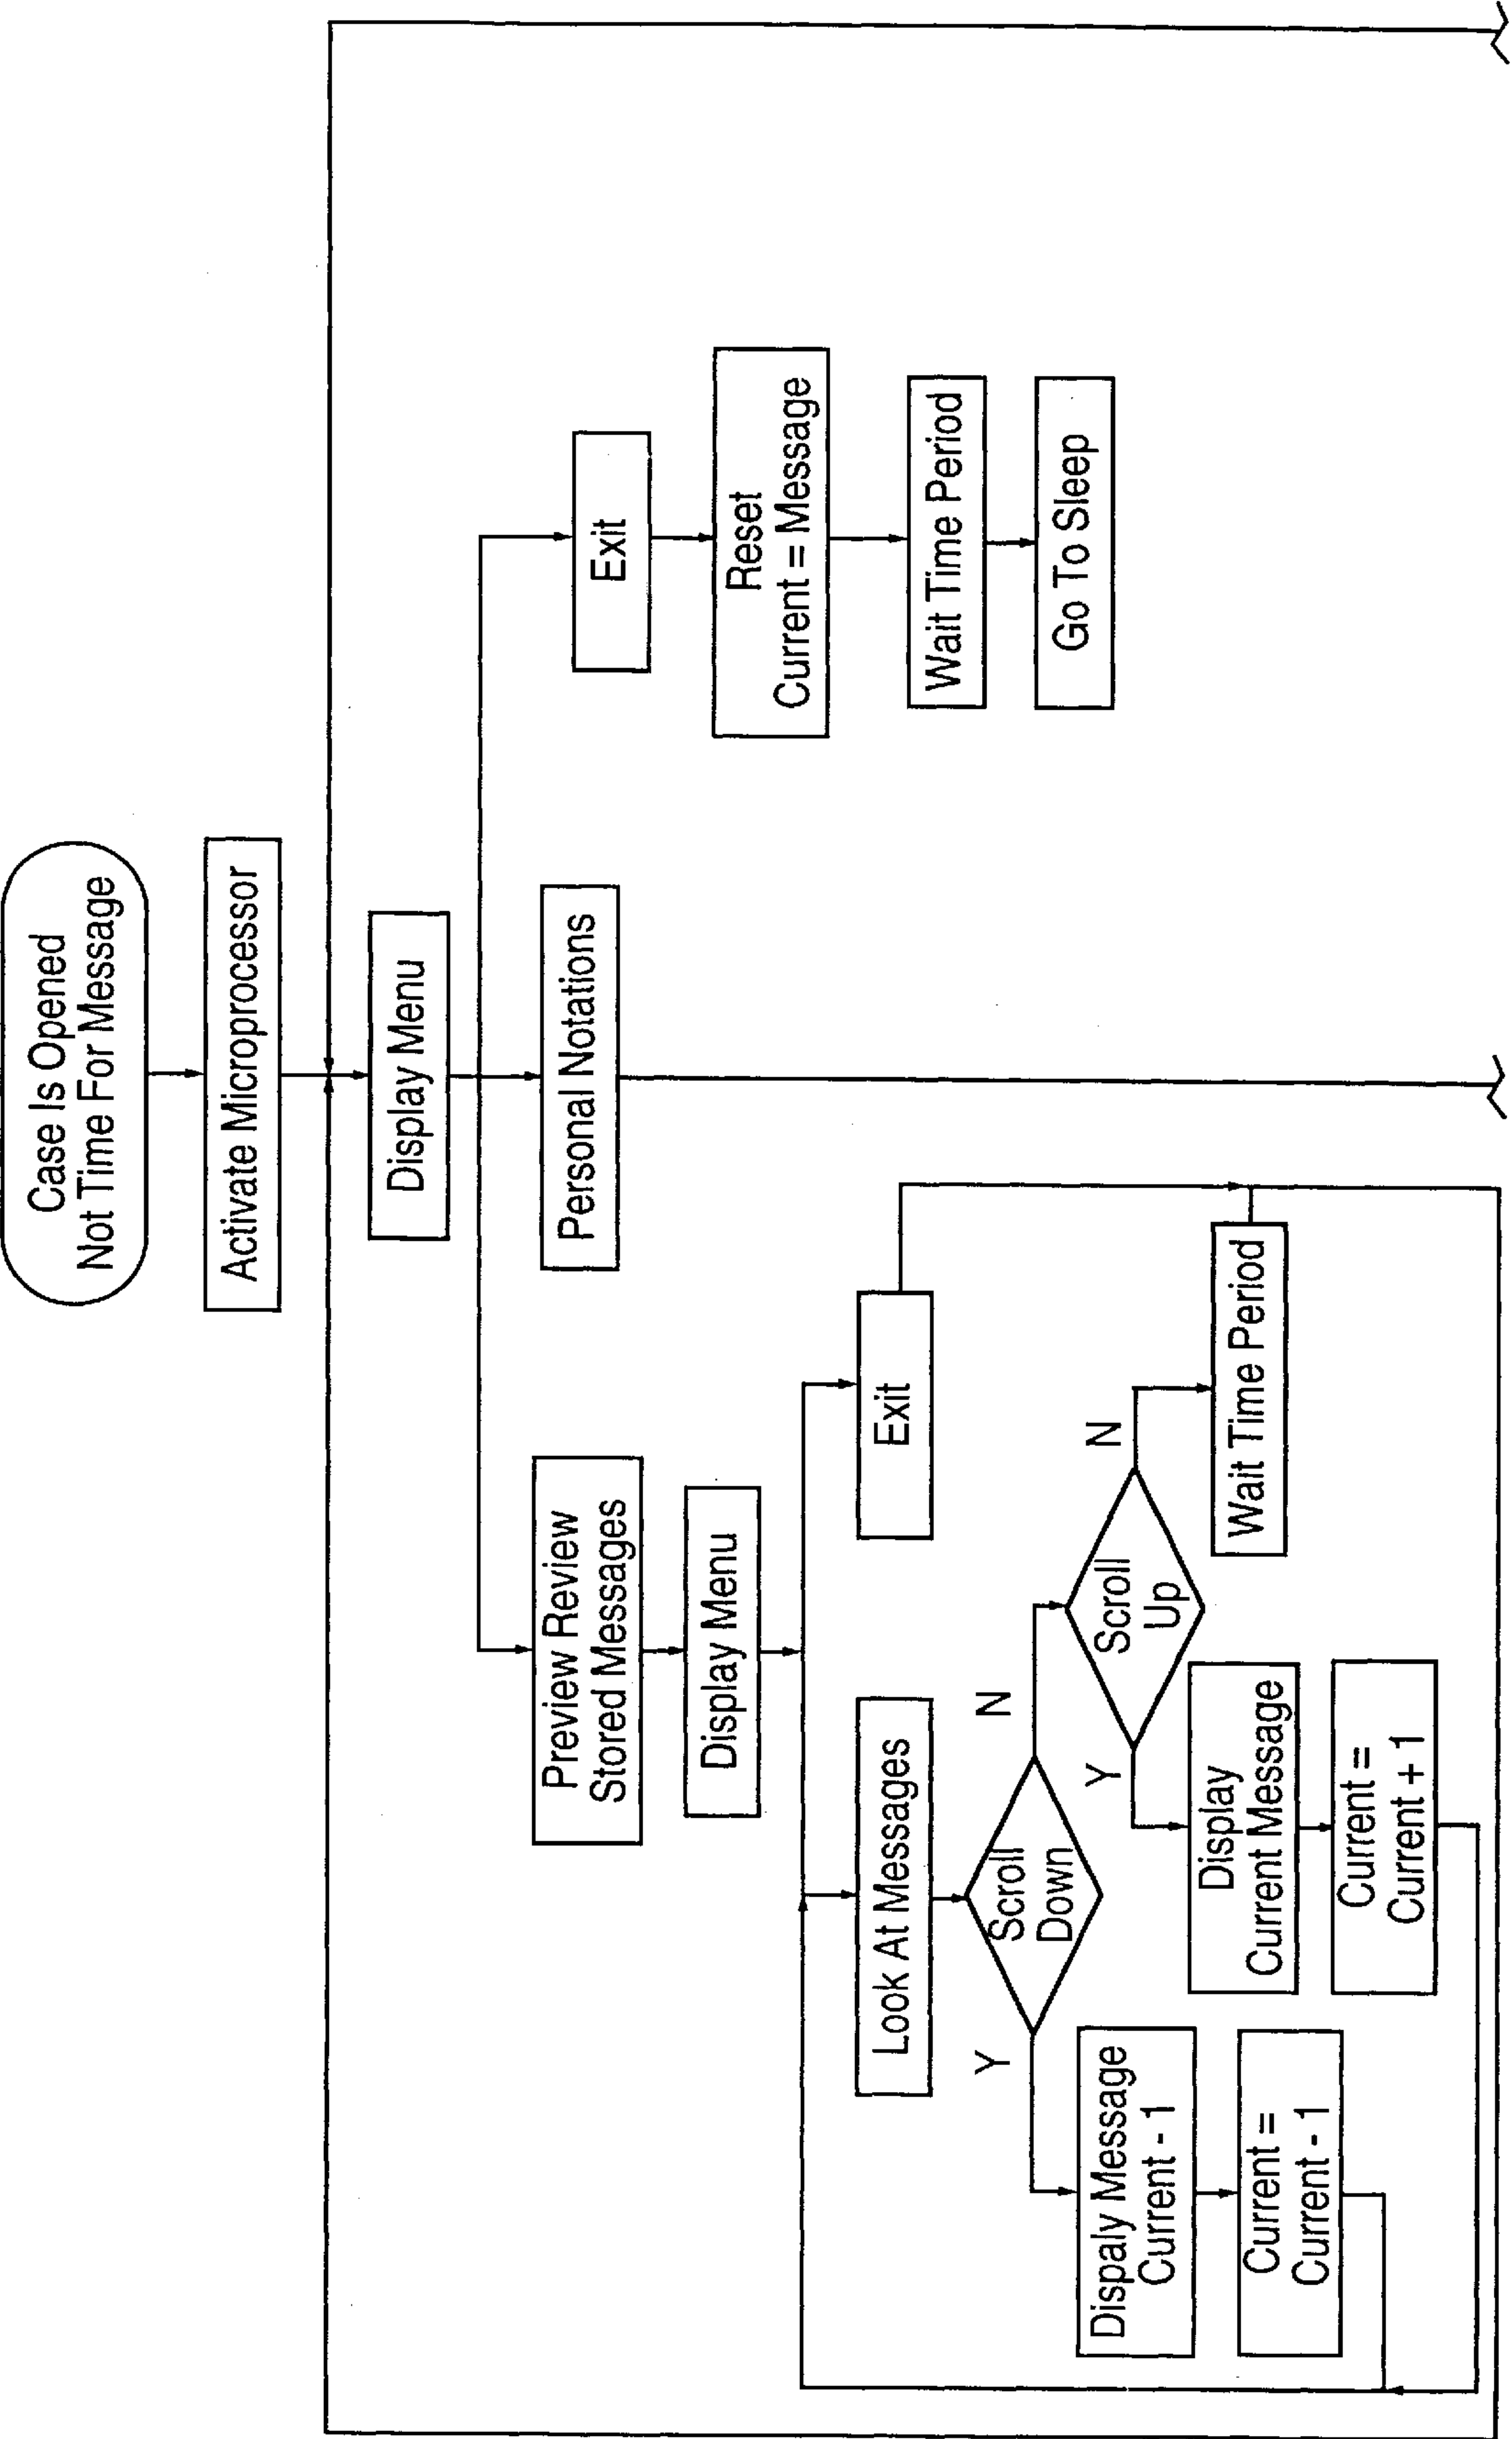 Case Is Opened
Not Time For Message
Activate Microprocessor
Display Menu
Preview Review
Stored Messages
Personal Notations
Exit
Display Menu
Reset
Current = Message
Look At Messages
Exit
Wait Time Period
Scroll
Down
Y
N
Go To Sleep
Scroll
Up
Y
N
Dispaly Message
Current - 1
Display
Current Message
Wait Time Period
Current =
Current - 1
Current =
Current + 1